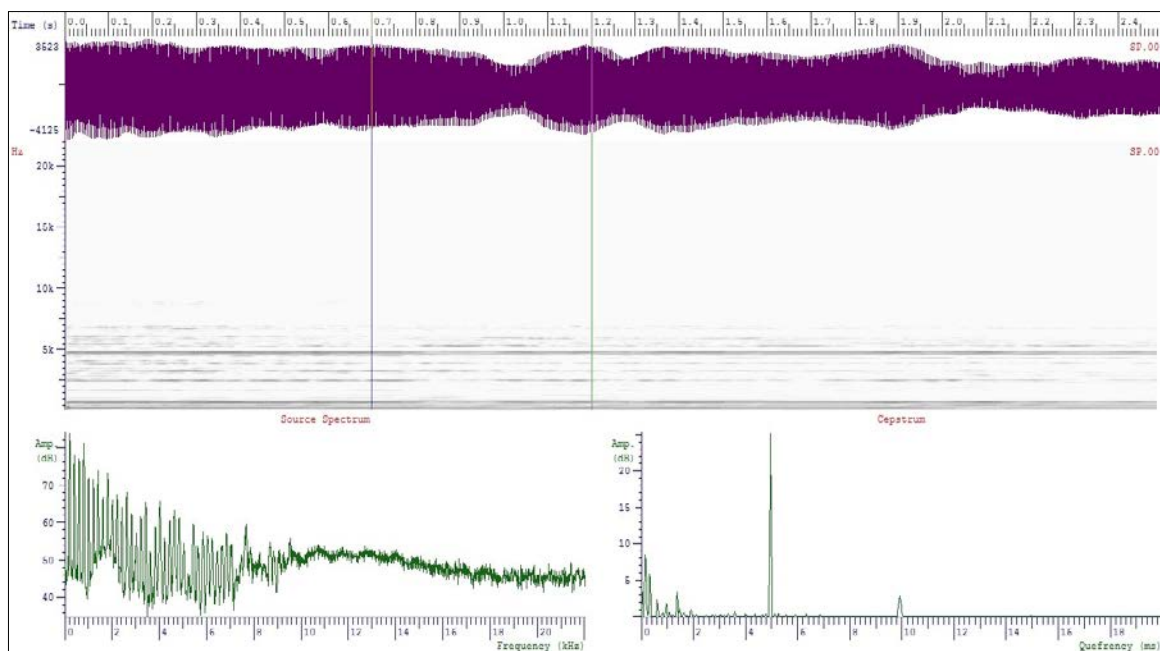 Time (s) 0.0 0.1 0.2 0.3 0.4 0.5 0.6 0.7 0.8 0.9 1.0 1.1 1.2 1.3 1.4 1.5 1.6 1.7 1.8 1.9 2.0 2.1 2.2 2.3 2.4
3523 SP.00
-4125
Hz SP.00
20k
15k
10k
5k
Source Spectrum Cepstrum
Amp. Amp.
(dB) (dB)
25
70 20
60 15
50 10
40 5
0 2 4 6 8 10 12 14 16 18 20 0 2 4 6 8 10 12 14 16 18
Frequency (kHz) Quefrency (ms)